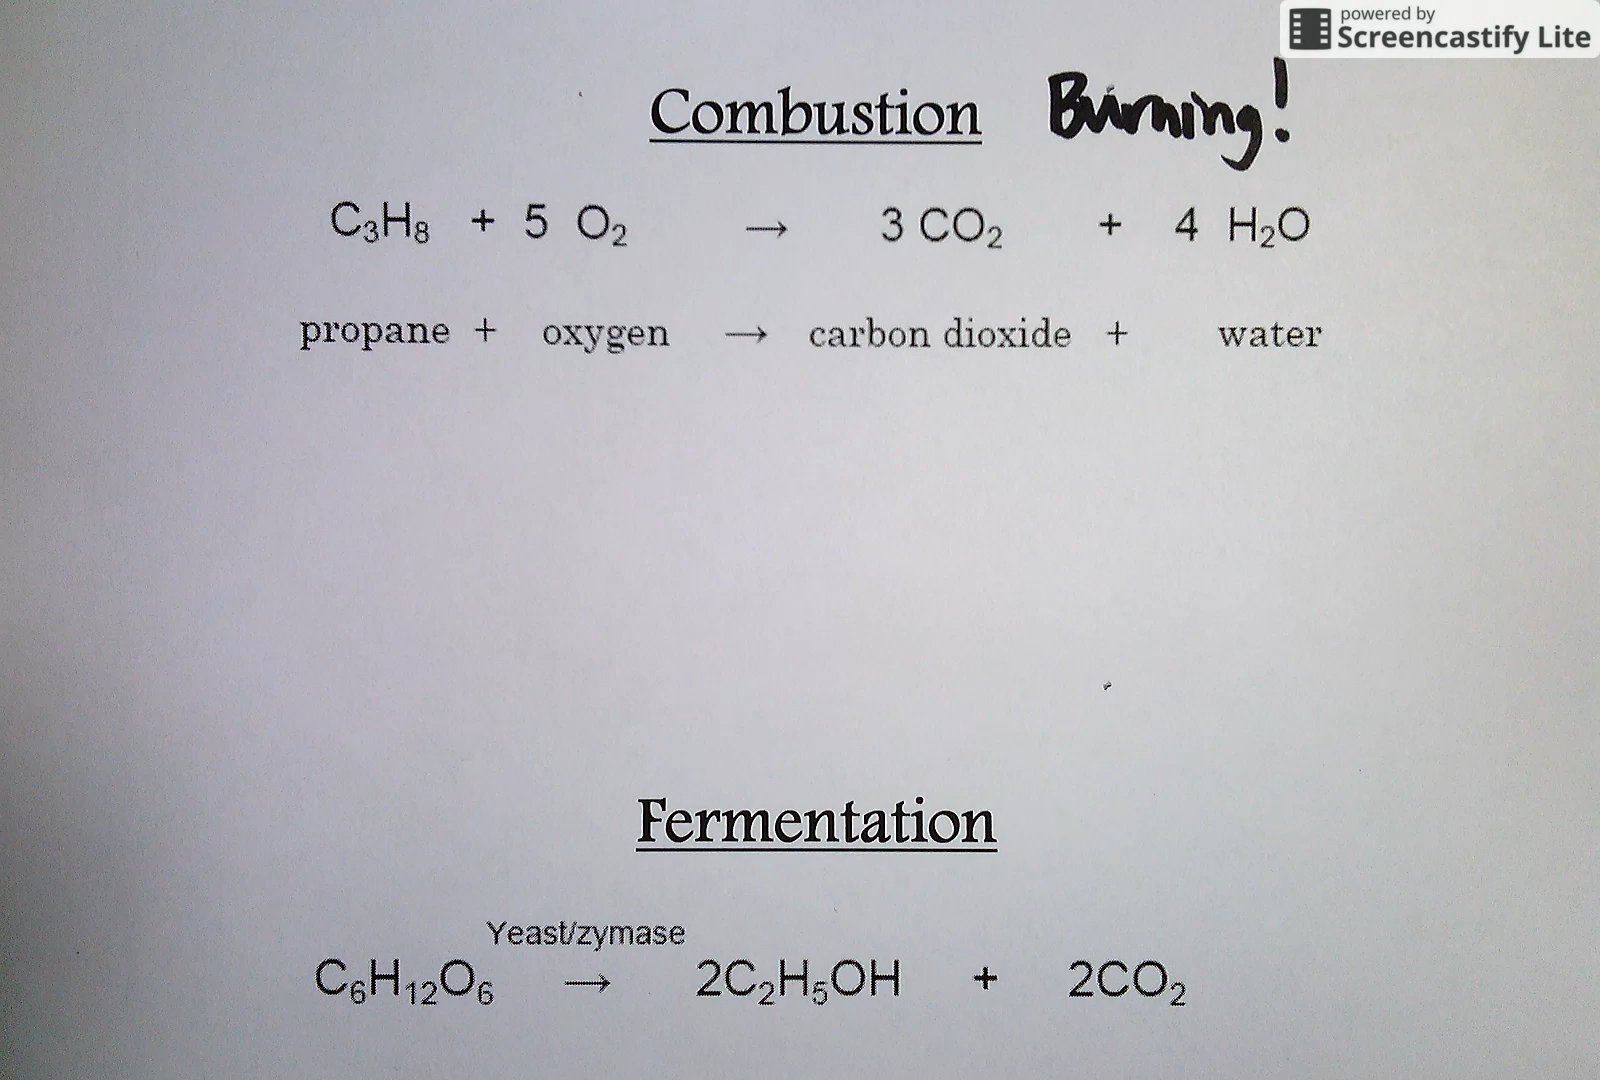 powered by
Screencastify Lite
Combustion Burning!
C₃H₈ + 5 O₂ → 3 CO₂ + 4 H₂O
propane + oxygen → carbon dioxide + water
Fermentation
Yeast/zymase
C₆H₁₂O₆ → 2C₂H₅OH + 2CO₂